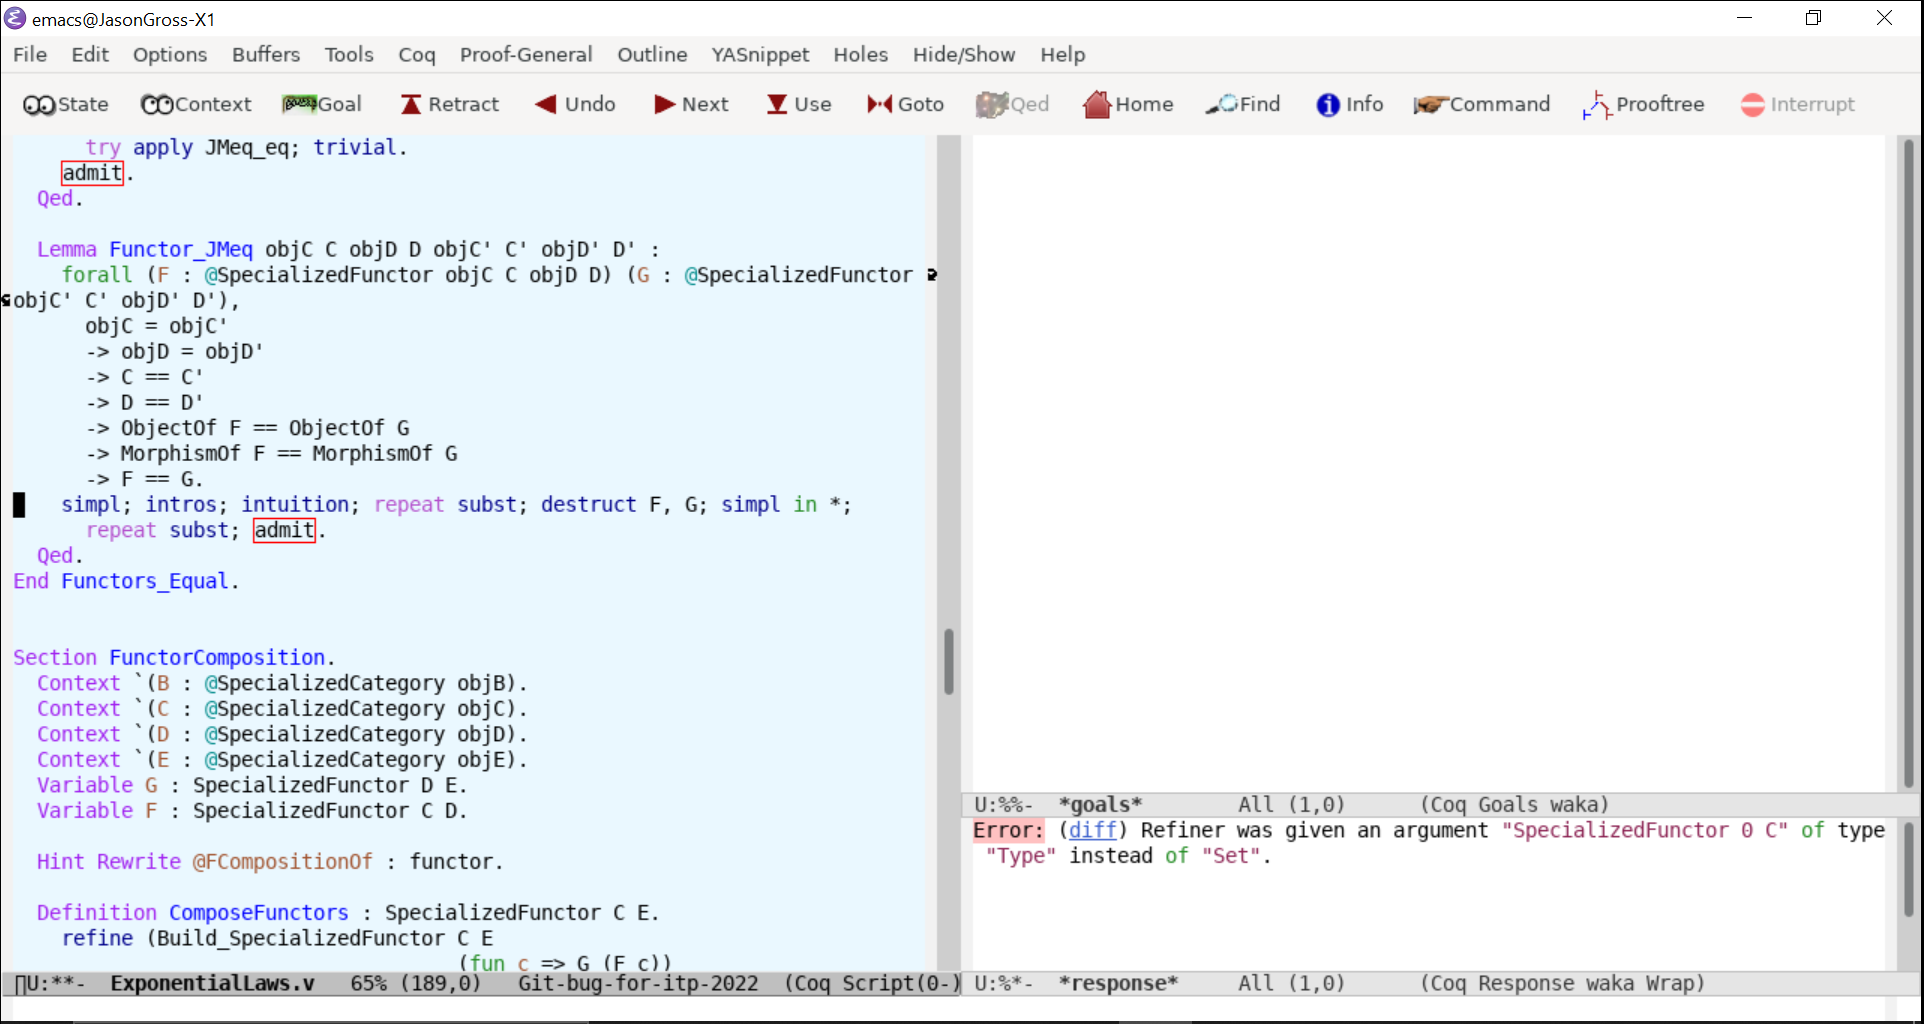 emacs@JasonGross-X1
File Edit Options Buffers Tools Coq Proof-General Outline YASnippet Holes Hide/Show Help
State Context Goal Retract Undo Next Use Goto Qed Home Find Info Command Prooftree Interrupt
try apply JMeq_eq; trivial.
admit.
Qed.
Lemma Functor_JMeq objC C objD D objC' C' objD' D' :
forall (F : @SpecializedFunctor objC C objD D) (G : @SpecializedFunctor
objC' C' objD' D'),
objC = objC'
-> objD = objD'
-> C == C'
-> D == D'
-> ObjectOf F == ObjectOf G
-> MorphismOf F == MorphismOf G
-> F == G.
simpl; intros; intuition; repeat subst; destruct F, G; simpl in *;
repeat subst; admit.
Qed.
End Functors_Equal.
Section FunctorComposition.
Context `(B : @SpecializedCategory objB).
Context `(C : @SpecializedCategory objC).
Context `(D : @SpecializedCategory objD).
Context `(E : @SpecializedCategory objE).
Variable G : SpecializedFunctor D E.
Variable F : SpecializedFunctor C D.
Hint Rewrite @FCompositionOf : functor.
Definition ComposeFunctors : SpecializedFunctor C E.
refine (Build_SpecializedFunctor C E
(fun c => G (F c))
U:**- ExponentialLaws.v 65% (189,0) Git-bug-for-itp-2022 (Coq Script(0-)
U:%%- *goals* All (1,0) (Coq Goals waka)
Error: (diff) Refiner was given an argument "SpecializedFunctor 0 C" of type
"Type" instead of "Set".
U:%*- *response* All (1,0) (Coq Response waka Wrap)